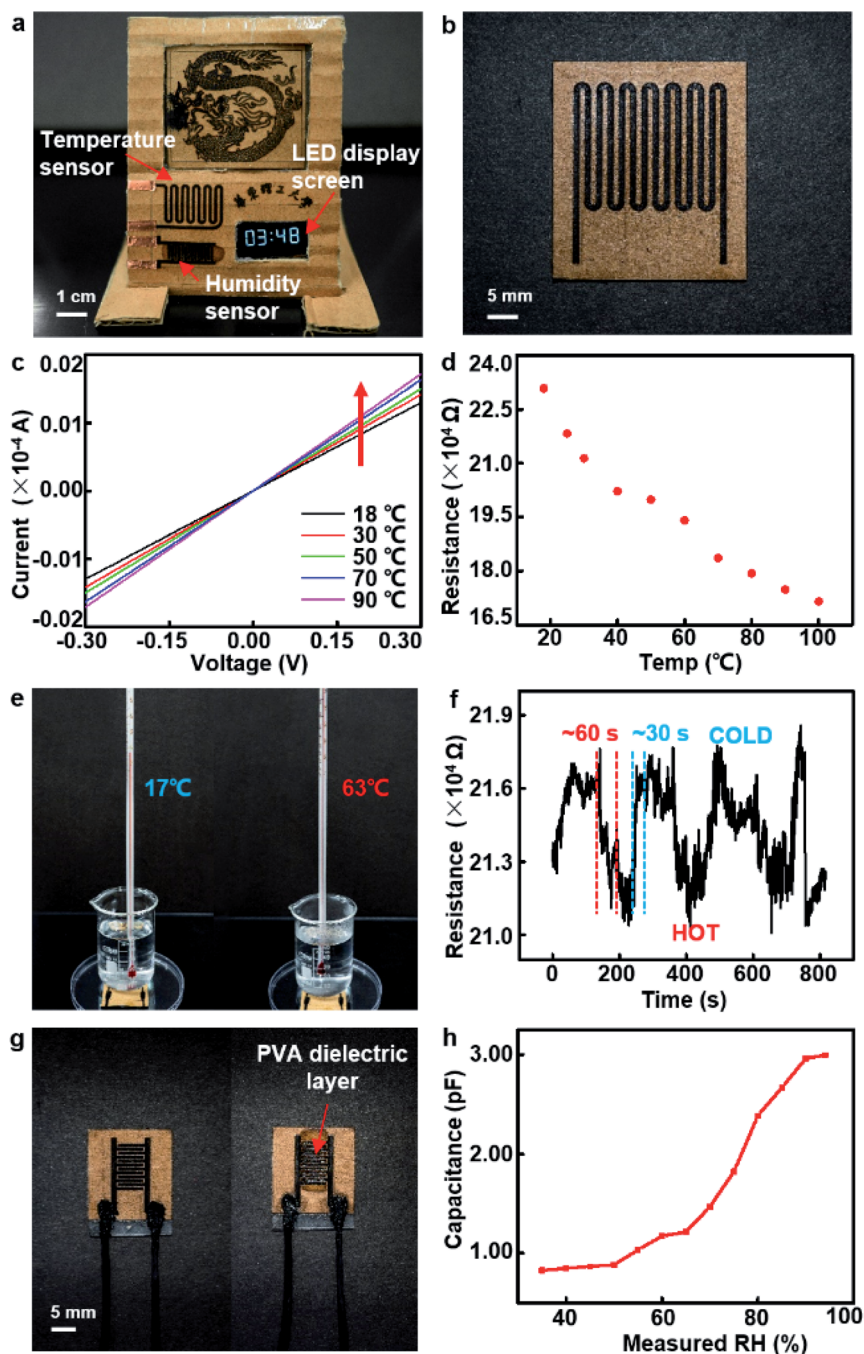 a
Temperature
sensor
LED display
screen
03:48
Humidity
sensor
1 cm
b
5 mm
c
Current (×10⁻⁴ A)
0.02
0.01
0.00
-0.01
-0.02
18 ℃
30 ℃
50 ℃
70 ℃
90 ℃
-0.30
-0.15
0.00
0.15
0.30
Voltage (V)
d
Resistance (×10⁴ Ω)
24.0
22.5
21.0
19.5
18.0
16.5
20
40
60
80
100
Temp (℃)
e
17℃
63℃
f
Resistance (×10⁴ Ω)
21.9
21.6
21.3
21.0
~60 s
~30 s
COLD
HOT
0
200
400
600
800
Time (s)
g
PVA dielectric
layer
5 mm
h
Capacitance (pF)
3.00
2.00
1.00
40
60
80
100
Measured RH (%)